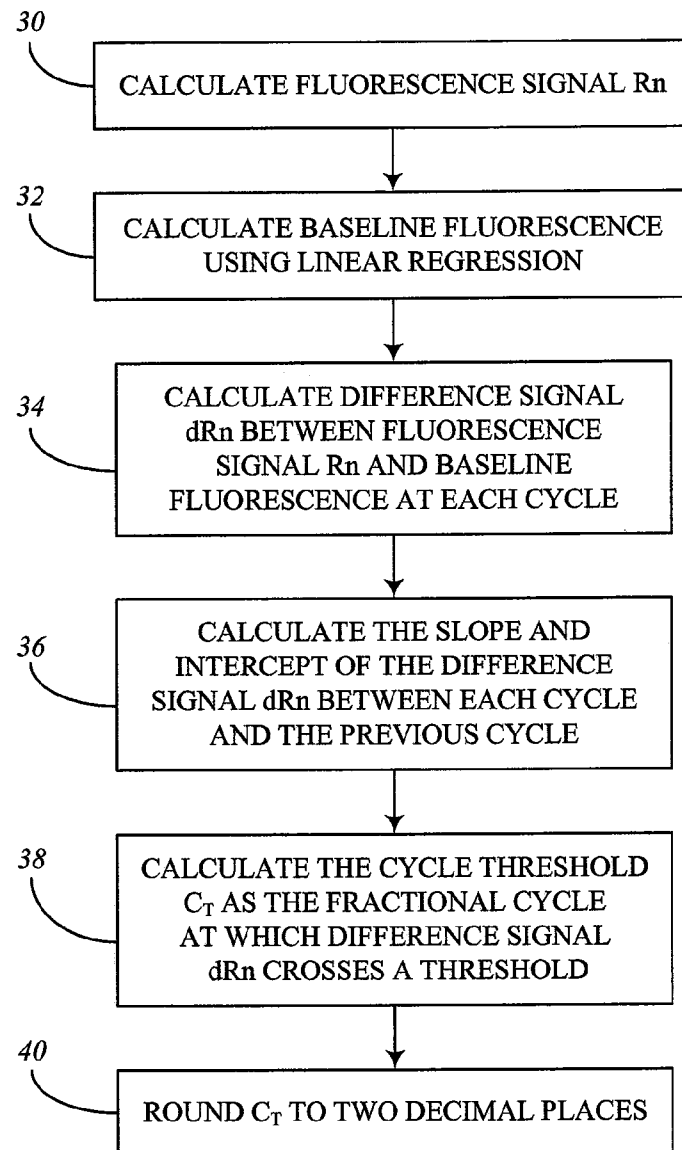 30
CALCULATE FLUORESCENCE SIGNAL Rn
32
CALCULATE BASELINE FLUORESCENCE
USING LINEAR REGRESSION
34
CALCULATE DIFFERENCE SIGNAL
dRn BETWEEN FLUORESCENCE
SIGNAL Rn AND BASELINE
FLUORESCENCE AT EACH CYCLE
36
CALCULATE THE SLOPE AND
INTERCEPT OF THE DIFFERENCE
SIGNAL dRn BETWEEN EACH CYCLE
AND THE PREVIOUS CYCLE
38
CALCULATE THE CYCLE THRESHOLD
C_T AS THE FRACTIONAL CYCLE
AT WHICH DIFFERENCE SIGNAL
dRn CROSSES A THRESHOLD
40
ROUND C_T TO TWO DECIMAL PLACES